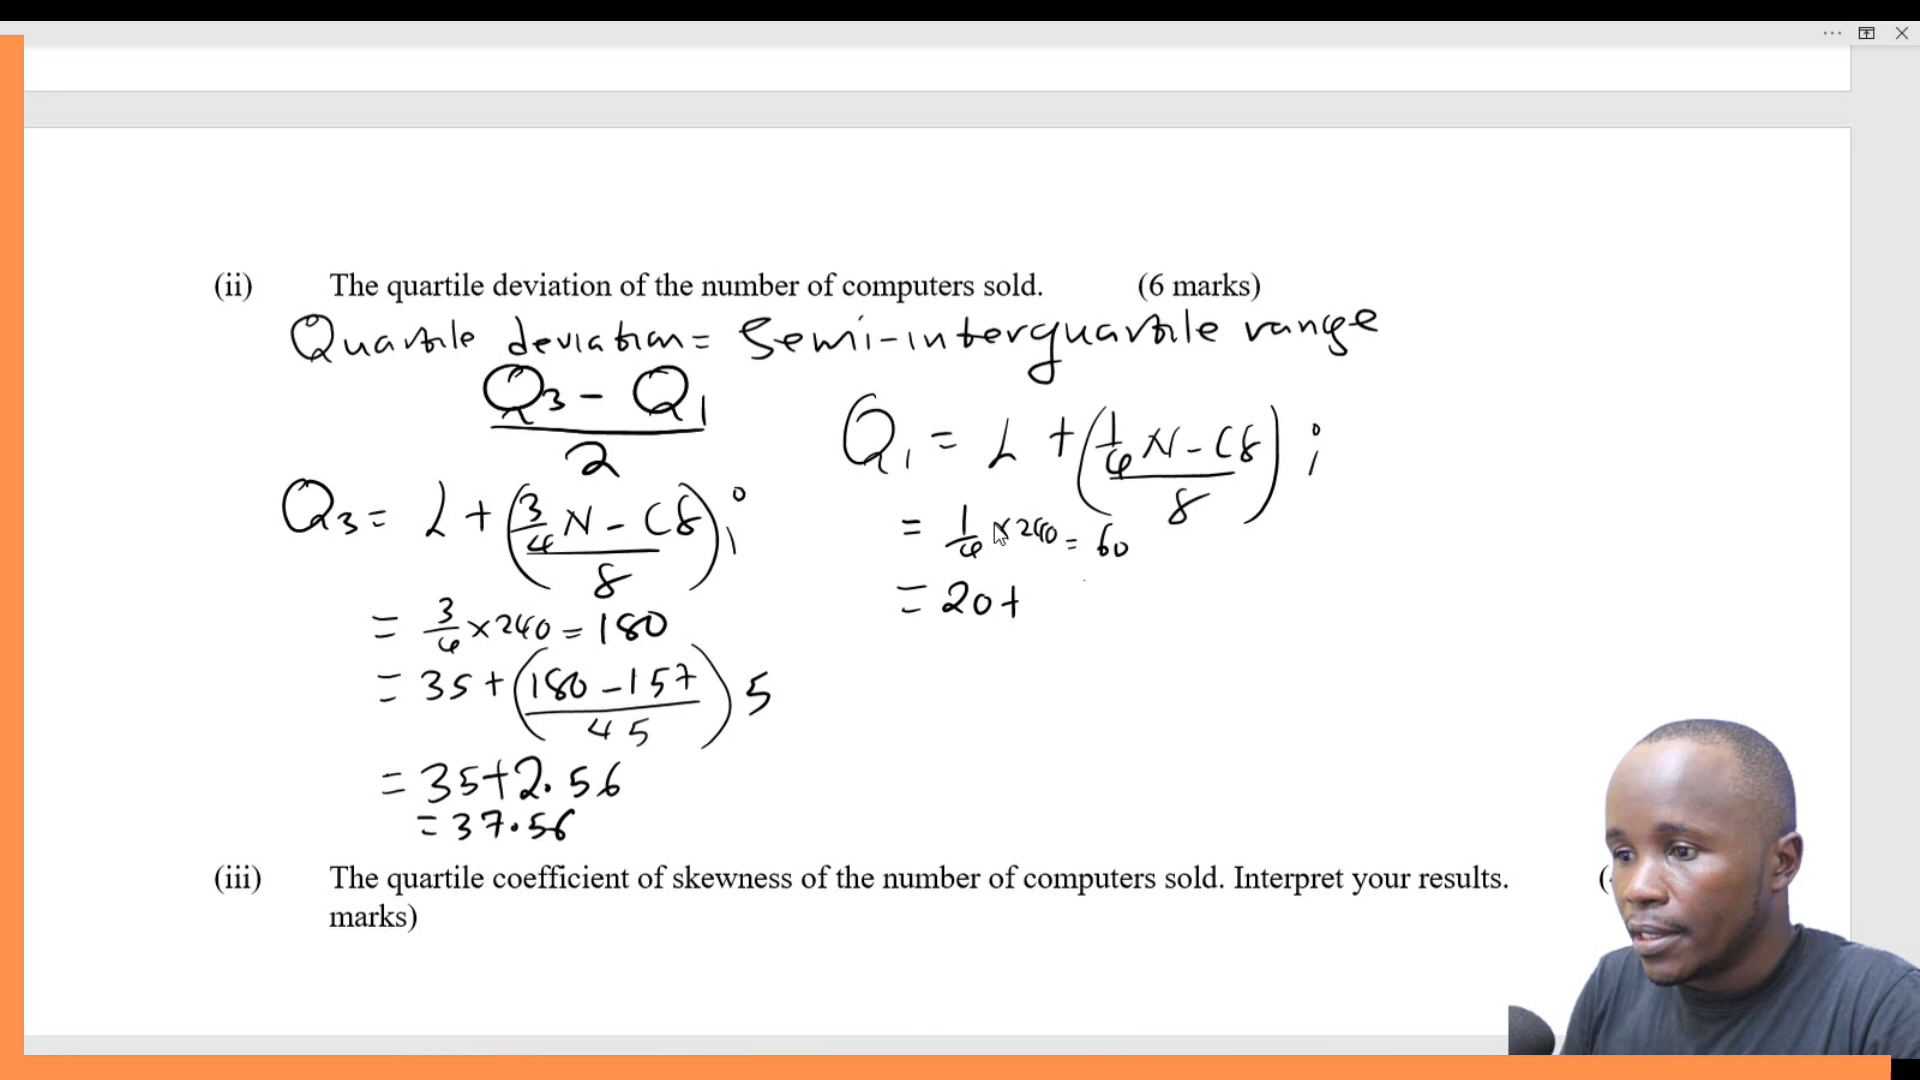 (ii) The quartile deviation of the number of computers sold. (6 marks)
Quartile deviation = Semi-interquartile range
Q3 - Q1
2
Q1 = L + (1/4 N - Cf) i
f
Q3 = L + (3/4 N - Cf) i
f
= 1/4 × 240 = 60
= 20 +
= 3/4 × 240 = 180
= 35 + (180 - 157) 5
45
= 35 + 2.56
= 37.56
(iii) The quartile coefficient of skewness of the number of computers sold. Interpret your results. (
marks)